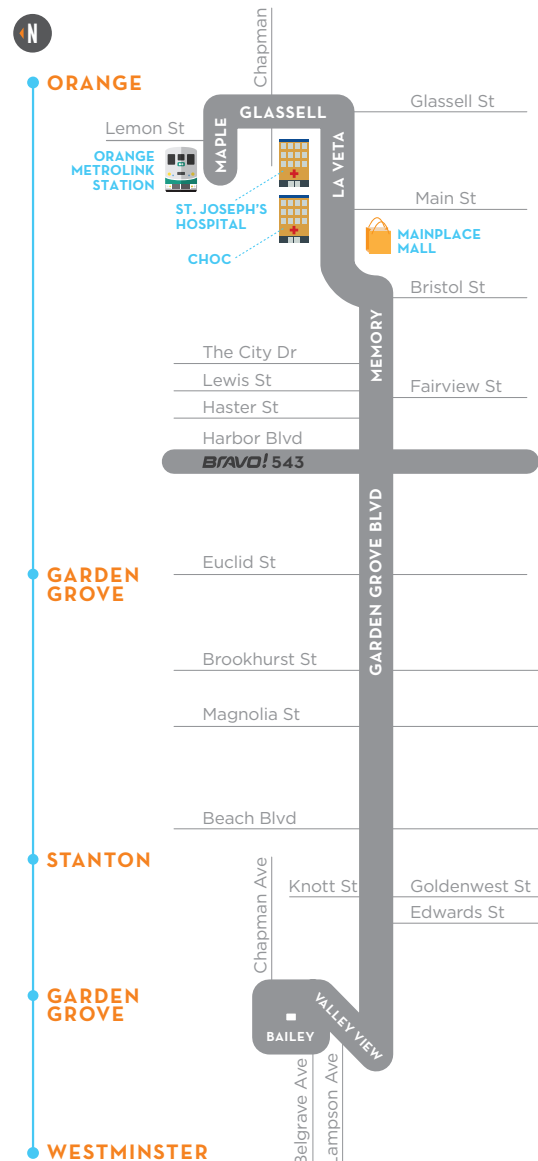 N
ORANGE
Chapman
GLASSELL
Glassell St
Lemon St
MAPLE
LA VETA
ORANGE
METROLINK
STATION
ST. JOSEPH'S
HOSPITAL
Main St
MAINPLACE
MALL
CHOC
Bristol St
MEMORY
The City Dr
Lewis St
Fairview St
Haster St
Harbor Blvd
BRAVO! 543
GARDEN GROVE BLVD
Euclid St
GARDEN
GROVE
Brookhurst St
Magnolia St
Beach Blvd
STANTON
Chapman Ave
Knott St
Goldenwest St
Edwards St
GARDEN
GROVE
VALLEY VIEW
BAILEY
Belgrave Ave
Lampson Ave
WESTMINSTER